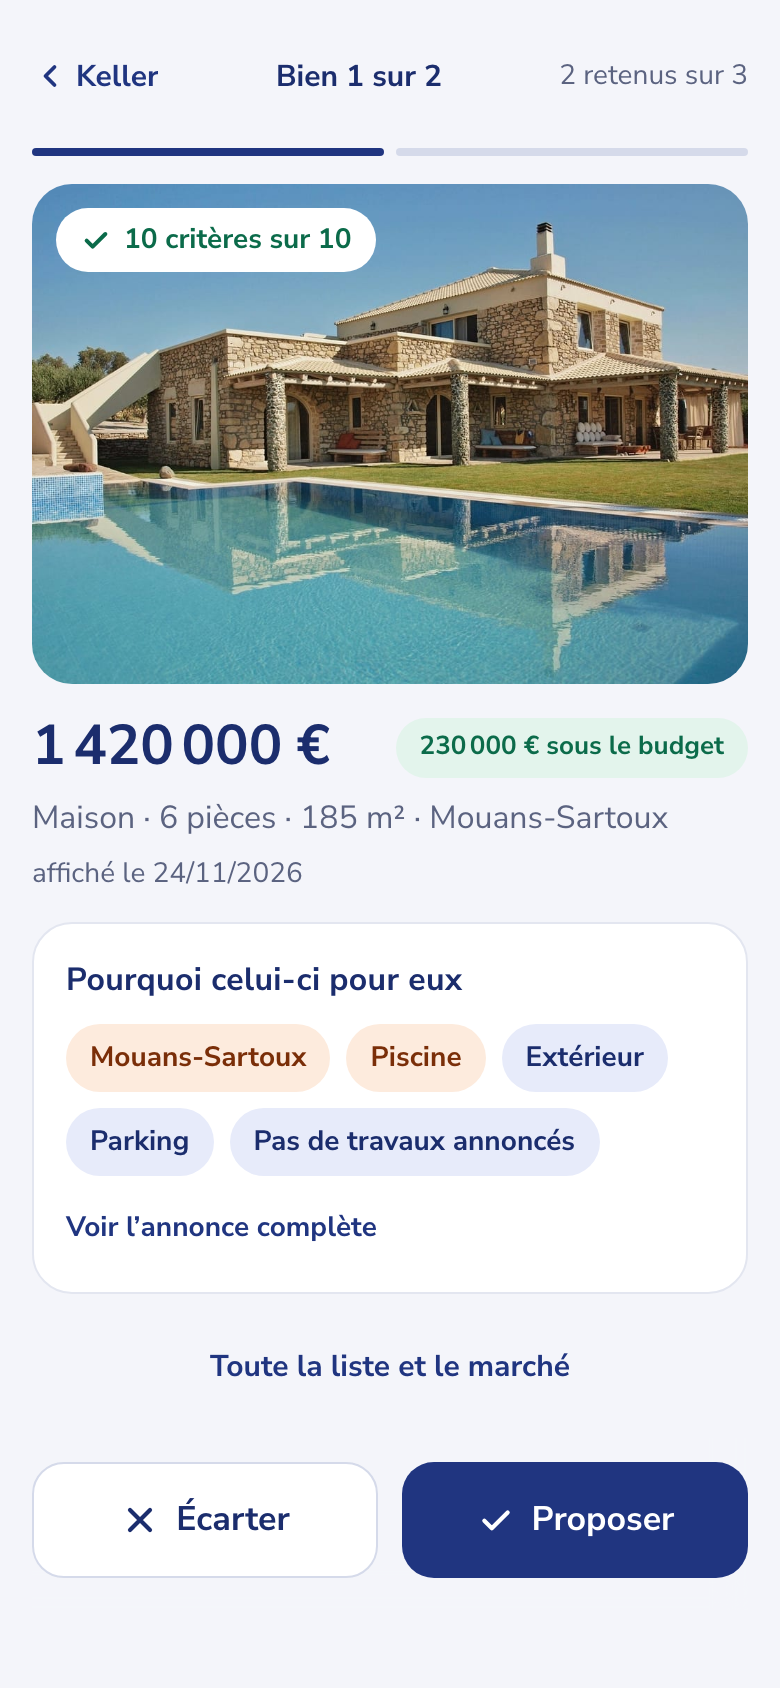 Keller
Bien 1 sur 2
2 retenus sur 3
10 critères sur 10
1 420 000 €
230 000 € sous le budget
Maison · 6 pièces · 185 m² · Mouans-Sartoux
affiché le 24/11/2026
Pourquoi celui-ci pour eux
Mouans-Sartoux
Piscine
Extérieur
Parking
Pas de travaux annoncés
Voir l’annonce complète
Toute la liste et le marché
Écarter
Proposer